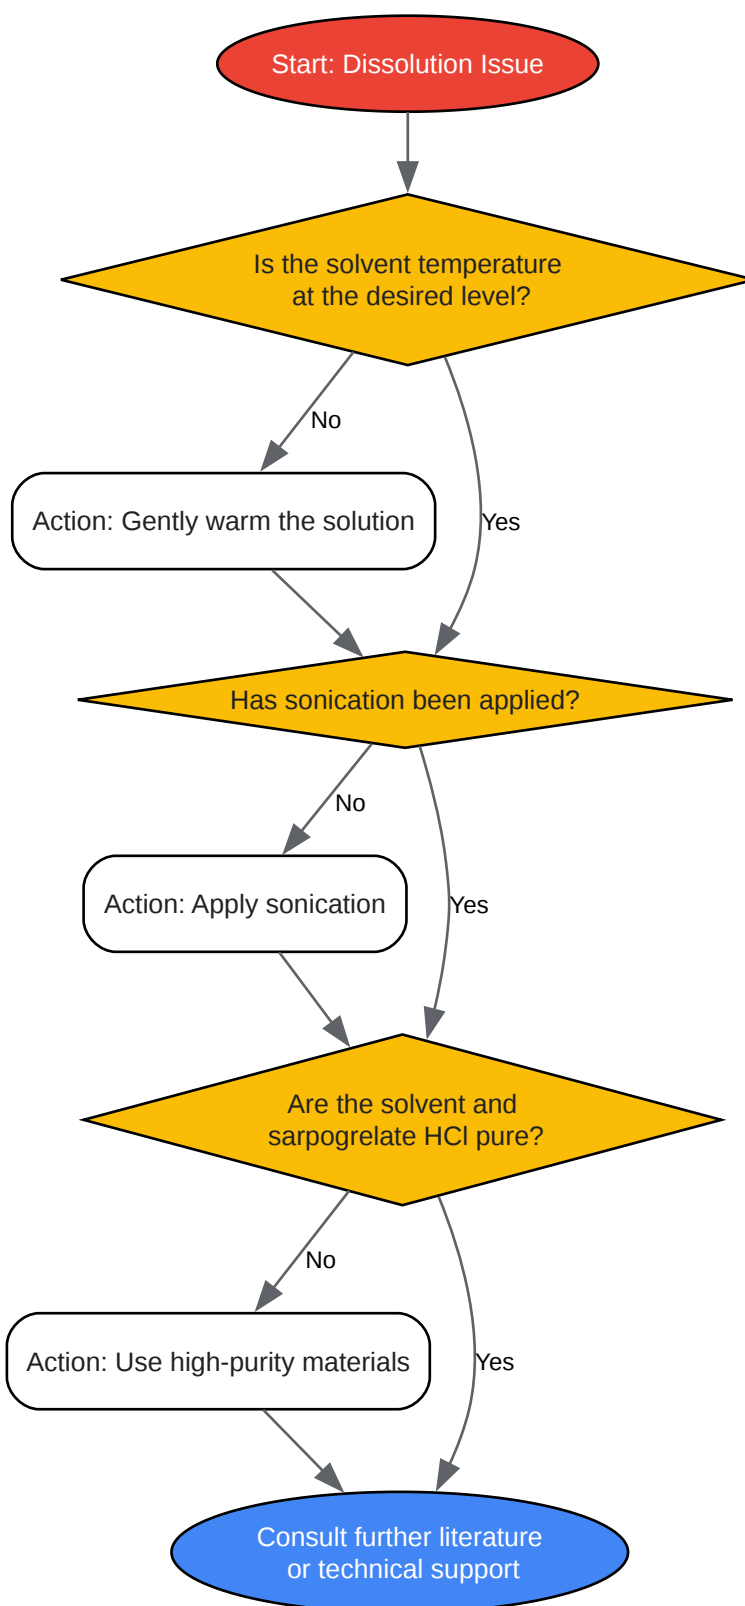 Start: Dissolution Issue
Is the solvent temperature
at the desired level?
No
Action: Gently warm the solution
Yes
Has sonication been applied?
No
Action: Apply sonication
Yes
Are the solvent and
sarpogrelate HCl pure?
No
Action: Use high-purity materials
Yes
Consult further literature
or technical support